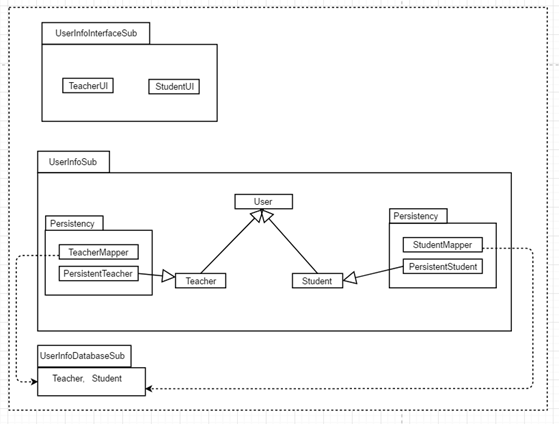 UserInfoInterfaceSub
TeacherUI
StudentUI
UserInfoSub
User
Persistency
Persistency
TeacherMapper
StudentMapper
PersistentTeacher
PersistentStudent
Teacher
Student
UserInfoDatabaseSub
Teacher, Student